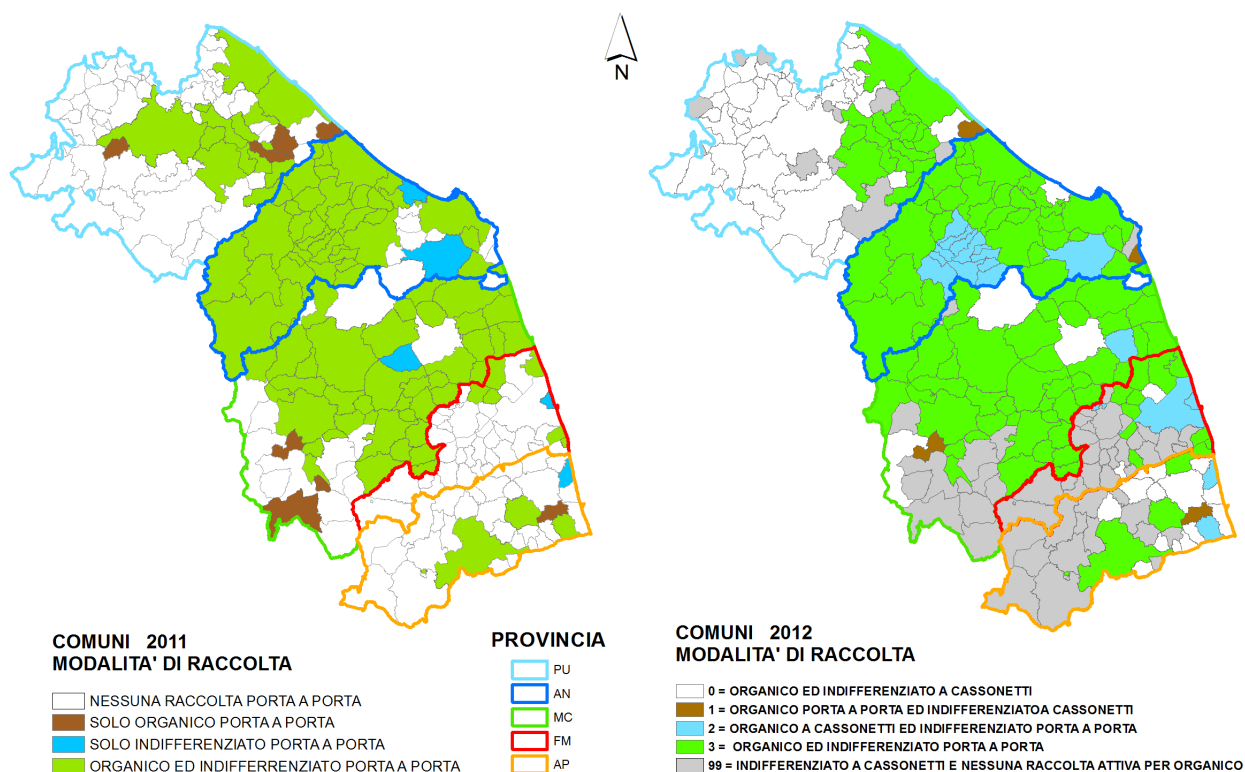 N
COMUNI 2011
MODALITA' DI RACCOLTA
NESSUNA RACCOLTA PORTA A PORTA
SOLO ORGANICO PORTA A PORTA
SOLO INDIFFERENZIATO PORTA A PORTA
ORGANICO ED INDIFFERRENZIATO PORTA A PORTA
PROVINCIA
PU
AN
MC
FM
AP
COMUNI 2012
MODALITA' DI RACCOLTA
0 = ORGANICO ED INDIFFERENZIATO A CASSONETTI
1 = ORGANICO PORTA A PORTA ED INDIFFERENZIATOA CASSONETTI
2 = ORGANICO A CASSONETTI ED INDIFFERENZIATO PORTA A PORTA
3 = ORGANICO ED INDIFFERENZIATO PORTA A PORTA
99 = INDIFFERENZIATO A CASSONETTI E NESSUNA RACCOLTA ATTIVA PER ORGANICO